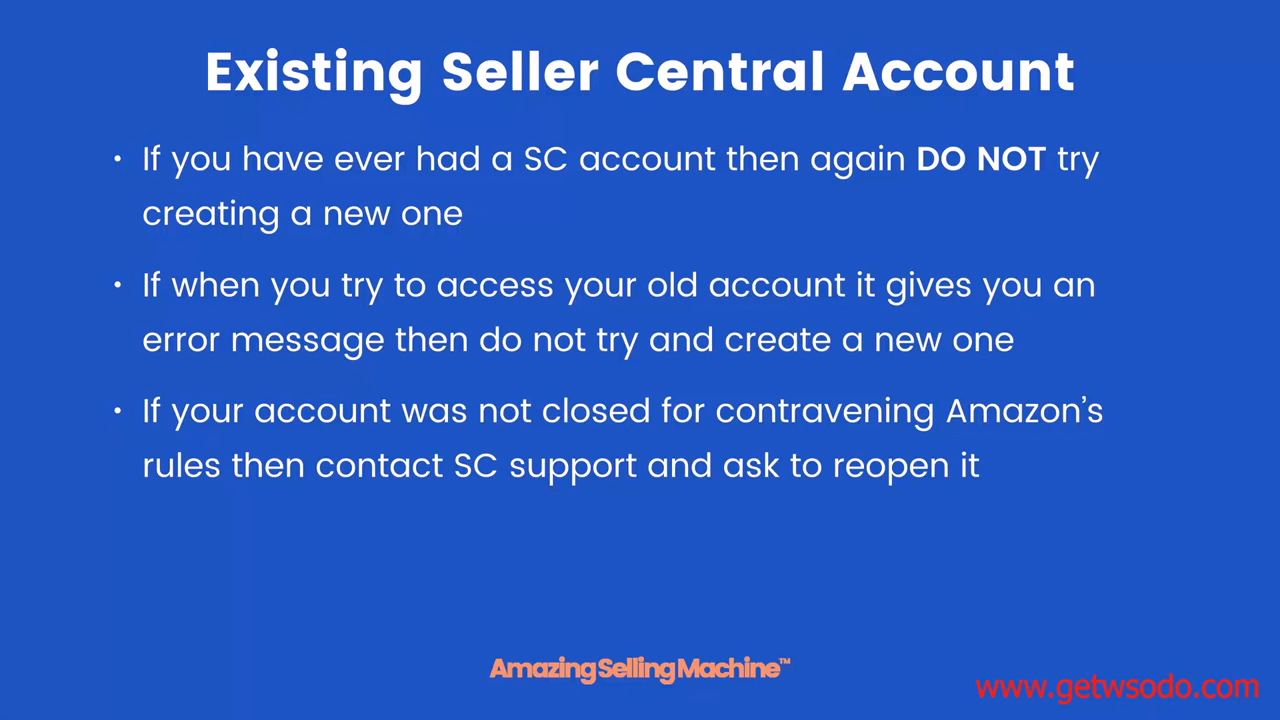 Existing Seller Central Account
• If you have ever had a SC account then again DO NOT try
creating a new one
• If when you try to access your old account it gives you an
error message then do not try and create a new one
• If your account was not closed for contravening Amazon’s
rules then contact SC support and ask to reopen it
AmazingSellingMachine™
www.getwsodo.com